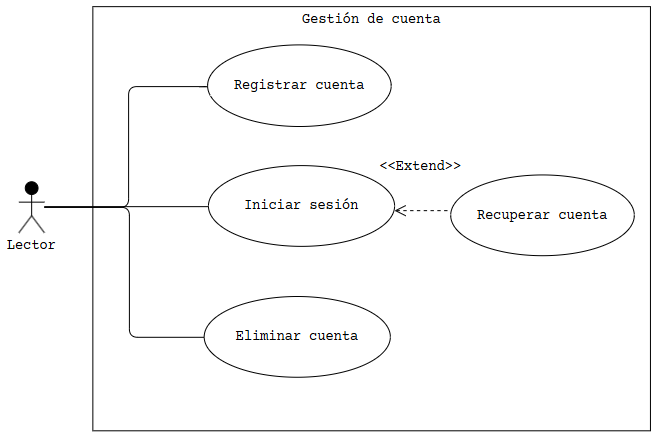 Gestión de cuenta
Registrar cuenta
<<Extend>>
Iniciar sesión
Recuperar cuenta
Lector
Eliminar cuenta